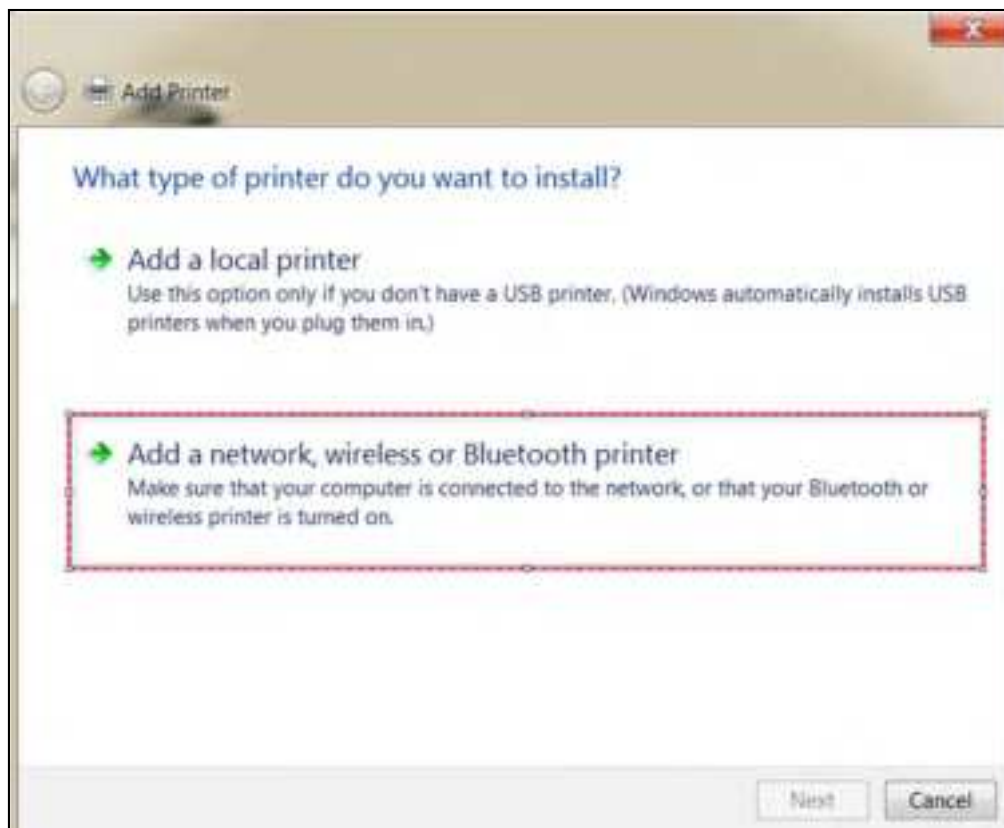 Add Printer
What type of printer do you want to install?
Add a local printer
Use this option only if you don't have a USB printer. (Windows automatically installs USB
printers when you plug them in.)
Add a network, wireless or Bluetooth printer
Make sure that your computer is connected to the network, or that your Bluetooth or
wireless printer is turned on.
Next
Cancel